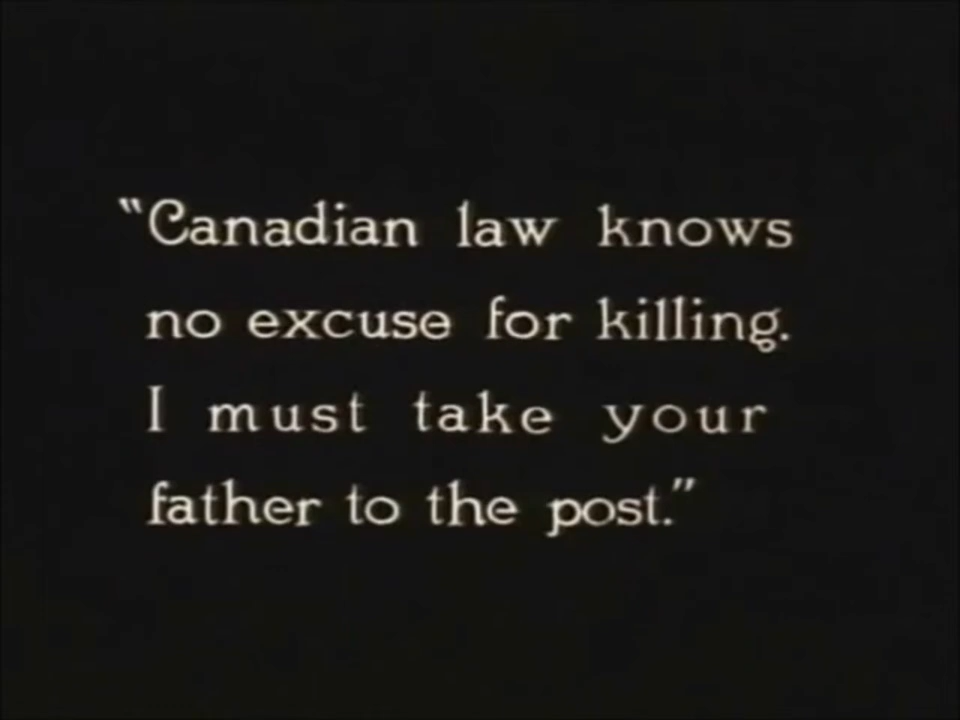 “Canadian law knows
no excuse for killing.
I must take your
father to the post.”